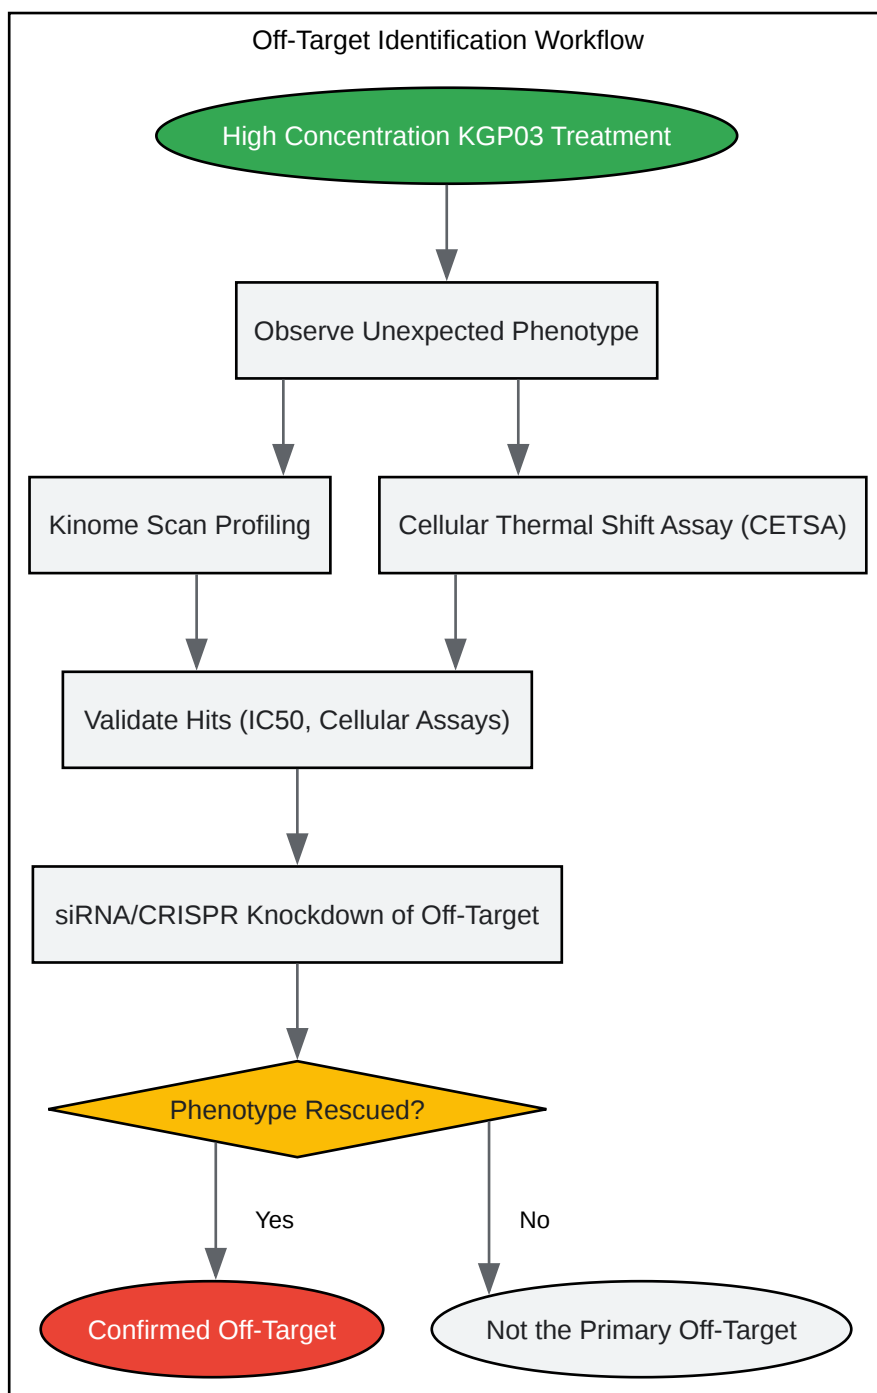 Off-Target Identification Workflow
High Concentration KGP03 Treatment
Observe Unexpected Phenotype
Kinome Scan Profiling
Cellular Thermal Shift Assay (CETSA)
Validate Hits (IC50, Cellular Assays)
siRNA/CRISPR Knockdown of Off-Target
Phenotype Rescued?
Yes
No
Confirmed Off-Target
Not the Primary Off-Target